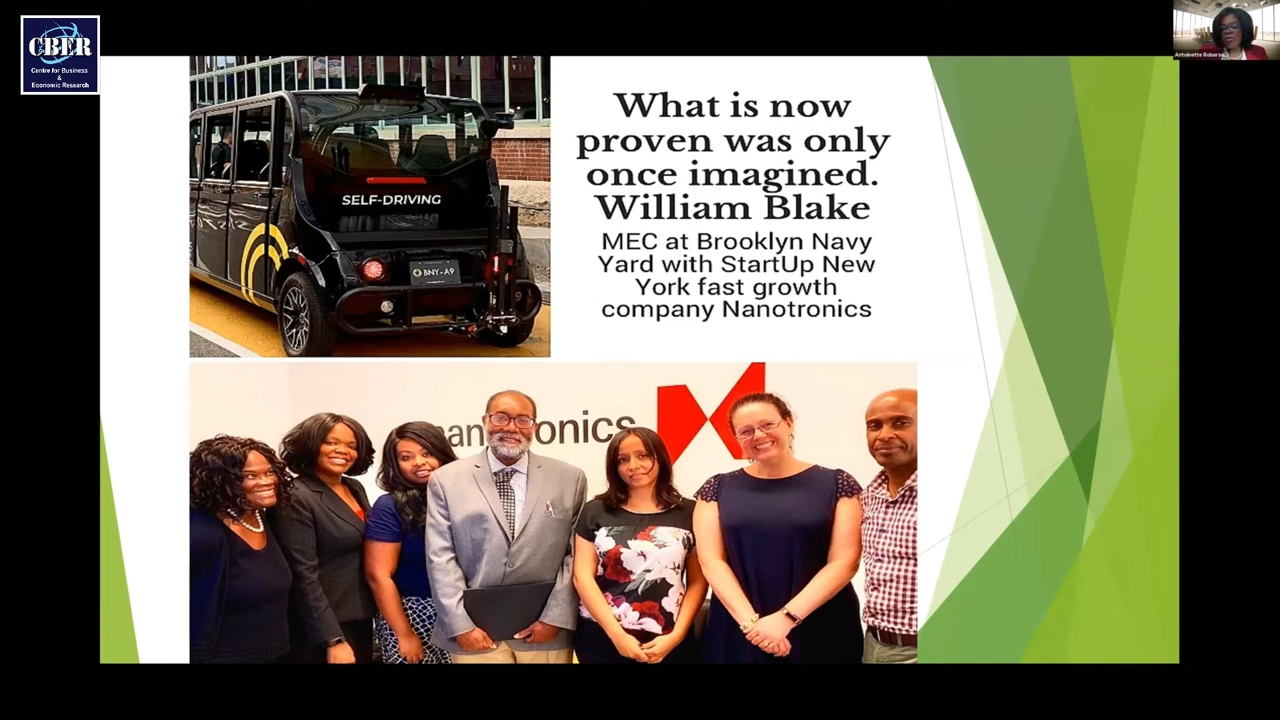 CBER
Centre for Business
&
Economic Research
SELF-DRIVING
BNY-A9
What is now
proven was only
once imagined.
William Blake
MEC at Brooklyn Navy
Yard with StartUp New
York fast growth
company Nanotronics
Antoinette